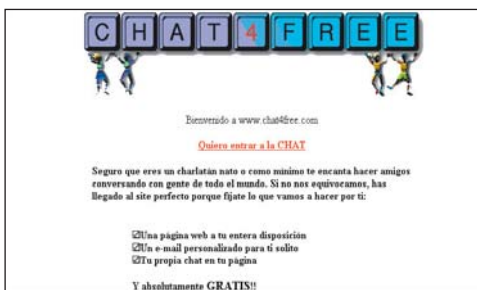 CHAT4FREE
Bienvenido a www.chat4free.com
Quiero entrar a la CHAT
Seguro que eres un charlatán nato o como mínimo te encanta hacer amigos
conversando con gente de todo el mundo. Si no nos equivocamos, has
llegado al site perfecto porque fíjate lo que vamos a hacer por ti:
☑Una página web a tu entera disposición
☑Un e-mail personalizado para ti solito
☑Tu propia chat en tu página
Y absolutamente GRATIS!!